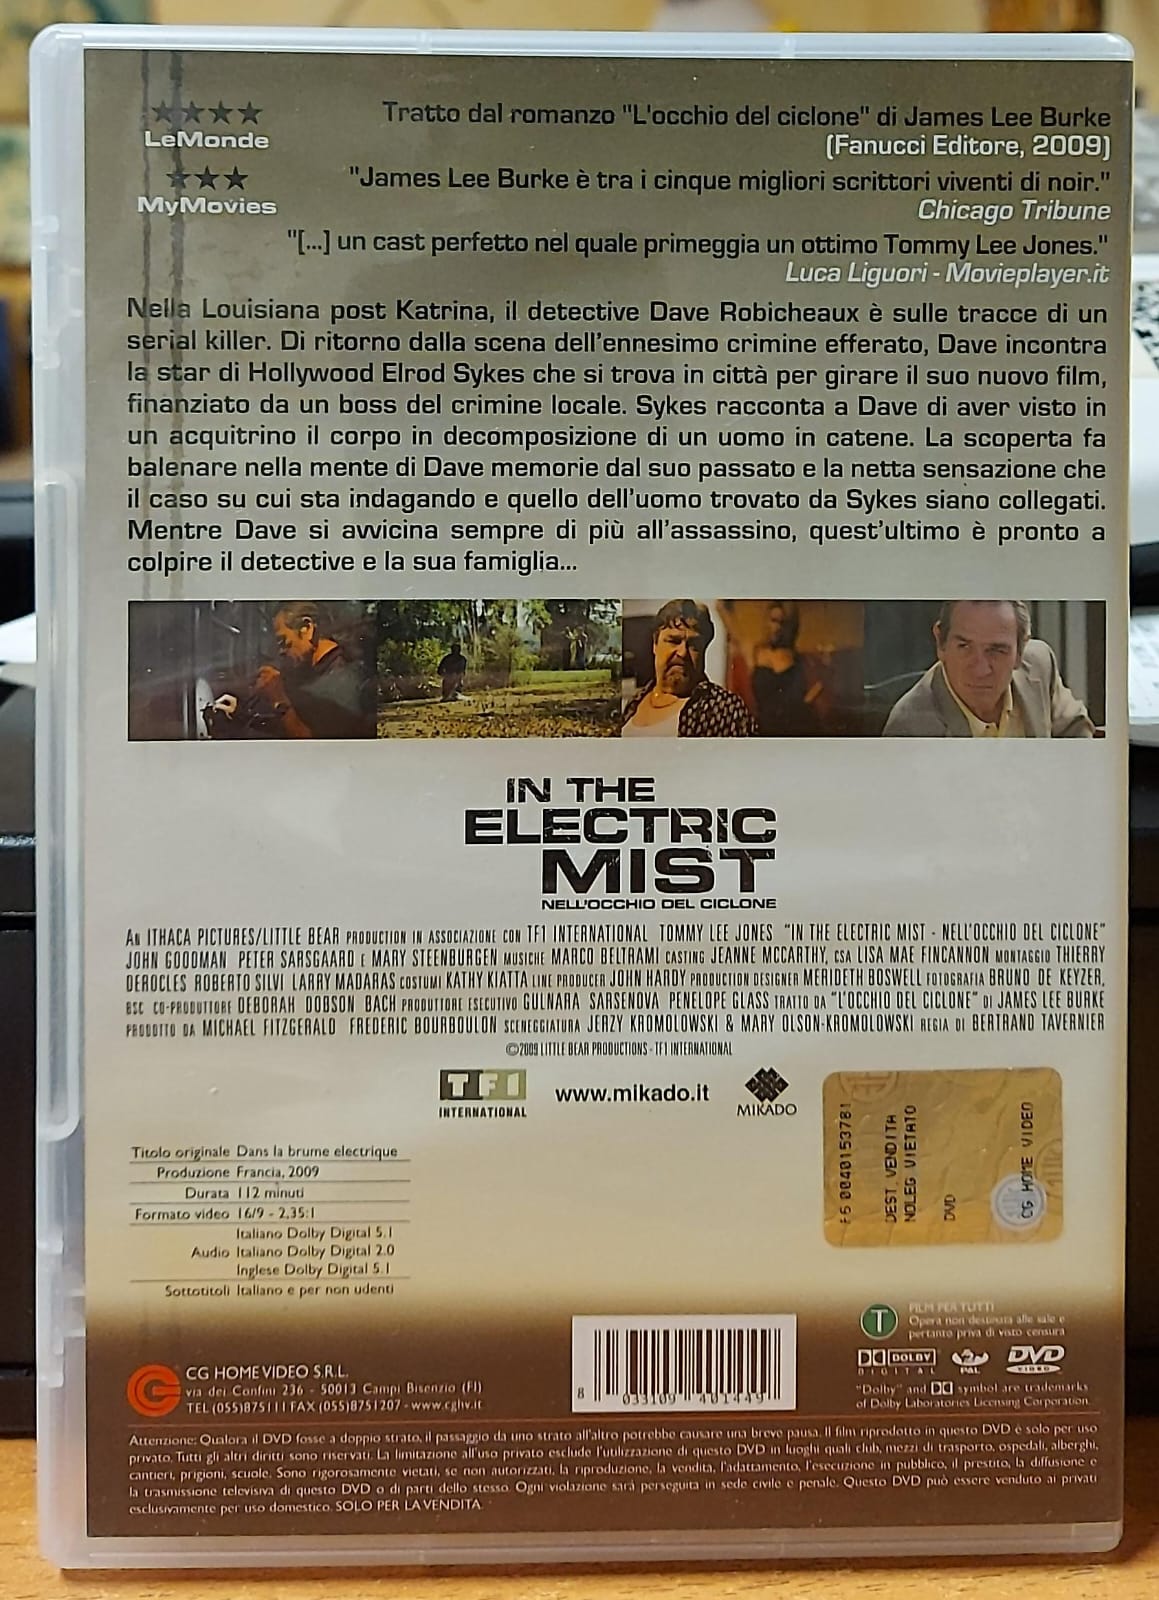 ★★★★
LeMonde
★★★
MyMovies
Tratto dal romanzo "L'occhio del ciclone" di James Lee Burke
(Fanucci Editore, 2009)
"James Lee Burke è tra i cinque migliori scrittori viventi di noir."
Chicago Tribune
"[...] un cast perfetto nel quale primeggia un ottimo Tommy Lee Jones."
Luca Liguori - Movieplayer.it
Nella Louisiana post Katrina, il detective Dave Robicheaux è sulle tracce di un
serial killer. Di ritorno dalla scena dell'ennesimo crimine efferato, Dave incontra
la star di Hollywood Elrod Sykes che si trova in città per girare il suo nuovo film,
finanziato da un boss del crimine locale. Sykes racconta a Dave di aver visto in
un acquitrino il corpo in decomposizione di un uomo in catene. La scoperta fa
balenare nella mente di Dave memorie dal suo passato e la netta sensazione che
il caso su cui sta indagando e quello dell'uomo trovato da Sykes siano collegati.
Mentre Dave si avvicina sempre di più all'assassino, quest'ultimo è pronto a
colpire il detective e la sua famiglia...
IN THE
ELECTRIC
MIST
NELL'OCCHIO DEL CICLONE
AN ITHACA PICTURES/LITTLE BEAR PRODUCTION IN ASSOCIAZIONE CON TF1 INTERNATIONAL TOMMY LEE JONES "IN THE ELECTRIC MIST - NELL'OCCHIO DEL CICLONE"
JOHN GOODMAN PETER SARSGAARD E MARY STEENBURGEN MUSICHE MARCO BELTRAMI CASTING JEANNE MCCARTHY, CSA LISA MAE FINCANNON MONTAGGIO THIERRY
DEROCLES ROBERTO SILVI LARRY MADARAS COSTUMI KATHY KIATTA LINE PRODUCER JOHN HARDY PRODUCTION DESIGNER MERIDETH BOSWELL FOTOGRAFIA BRUNO DE KEYZER,
BSC CO-PRODUTTORE DEBORAH DOBSON BACH PRODUTTORE ESECUTIVO GULNARA SARSENOVA PENELOPE GLASS TRATTO DA "L'OCCHIO DEL CICLONE" DI JAMES LEE BURKE
PRODOTTO DA MICHAEL FITZGERALD FREDERIC BOURBOULON SCENEGGIATURA JERZY KROMOLOWSKI & MARY OLSON-KROMOLOWSKI REGIA DI BERTRAND TAVERNIER
©2009 LITTLE BEAR PRODUCTIONS - TF1 INTERNATIONAL
TF1
INTERNATIONAL
www.mikado.it
MIKADO
F6 0040153781
DEST VENDITA
NOLEG VIETATO
DVD
CG HOME VIDEO
Titolo originale Dans la brume electrique
Produzione Francia, 2009
Durata 112 minuti
Formato video 16/9 - 2,35:1
Italiano Dolby Digital 5.1
Audio Italiano Dolby Digital 2.0
Inglese Dolby Digital 5.1
Sottotitoli Italiano e per non udenti
CG HOME VIDEO S.R.L.
via dei Confini 236 - 50013 Campi Bisenzio (FI)
TEL (055)875111 FAX (055)8751207 - www.cghv.it
8 033109 401449
T
FILM PER TUTTI
Opera non destinata alle sale e
pertanto priva di visto censura
DOLBY
DIGITAL
PAL
DVD
VIDEO
"Dolby" and symbol are trademarks
of Dolby Laboratories Licensing Corporation.
Attenzione: Qualora il DVD fosse a doppio strato, il passaggio da uno strato all'altro potrebbe causare una breve pausa. Il film riprodotto in questo DVD è solo per uso
privato. Tutti gli altri diritti sono riservati. La limitazione all'uso privato esclude l'utilizzazione di questo DVD in luoghi quali club, mezzi di trasporto, ospedali, alberghi,
cantieri, prigioni, scuole. Sono rigorosamente vietati, se non autorizzati, la riproduzione, la vendita, l'adattamento, l'esecuzione in pubblico, il prestito, la diffusione e
la trasmissione televisiva di questo DVD o di parti dello stesso. Ogni violazione sarà perseguita in sede civile e penale. Questo DVD può essere venduto ai privati
esclusivamente per uso domestico. SOLO PER LA VENDITA.